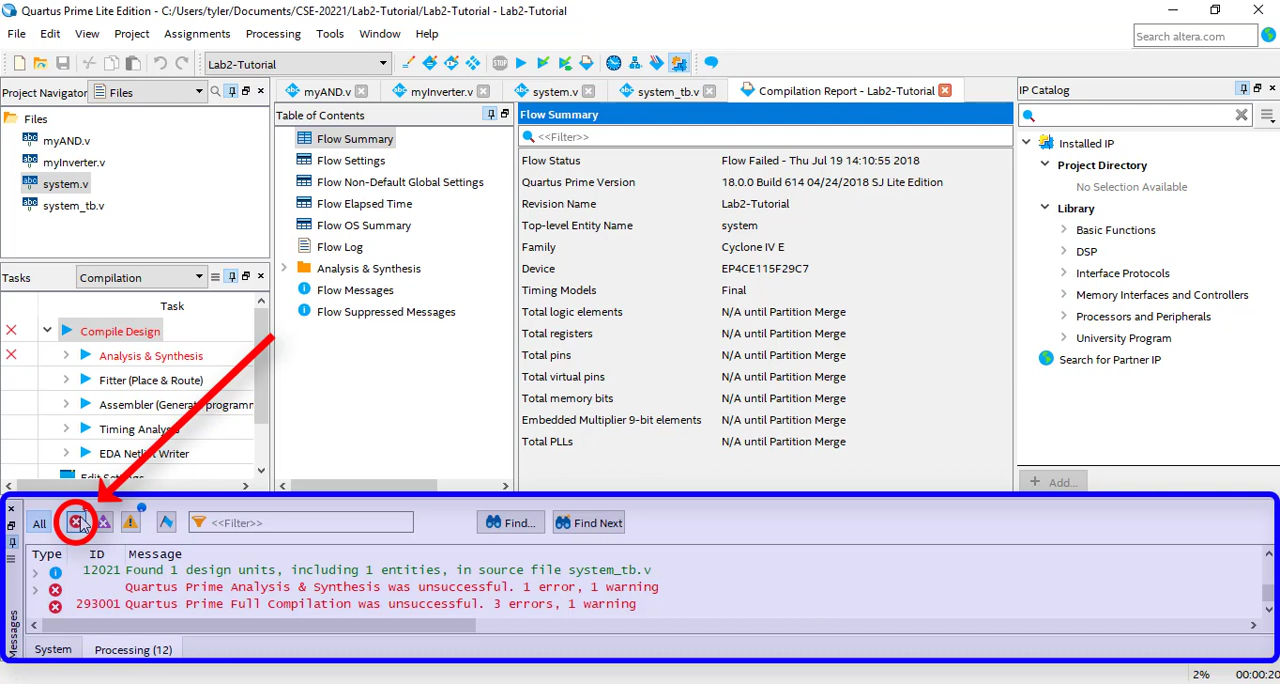 Quartus Prime Lite Edition - C:/Users/tyler/Documents/CSE-20221/Lab2-Tutorial/Lab2-Tutorial - Lab2-Tutorial
File Edit View Project Assignments Processing Tools Window Help
Search altera.com
Lab2-Tutorial
Project Navigator Files
myAND.v myInverter.v system.v system_tb.v Compilation Report - Lab2-Tutorial
IP Catalog
Files
myAND.v
myInverter.v
system.v
system_tb.v
Tasks Compilation
Task
Compile Design
Analysis & Synthesis
Fitter (Place & Route)
Assembler (Generate programm
Timing Analysi
EDA Netlist Writer
Edit Settings
Table of Contents
Flow Summary
Flow Settings
Flow Non-Default Global Settings
Flow Elapsed Time
Flow OS Summary
Flow Log
Analysis & Synthesis
Flow Messages
Flow Suppressed Messages
Flow Summary
<<Filter>>
Flow Status Flow Failed - Thu Jul 19 14:10:55 2018
Quartus Prime Version 18.0.0 Build 614 04/24/2018 SJ Lite Edition
Revision Name Lab2-Tutorial
Top-level Entity Name system
Family Cyclone IV E
Device EP4CE115F29C7
Timing Models Final
Total logic elements N/A until Partition Merge
Total registers N/A until Partition Merge
Total pins N/A until Partition Merge
Total virtual pins N/A until Partition Merge
Total memory bits N/A until Partition Merge
Embedded Multiplier 9-bit elements N/A until Partition Merge
Total PLLs N/A until Partition Merge
Installed IP
Project Directory
No Selection Available
Library
Basic Functions
DSP
Interface Protocols
Memory Interfaces and Controllers
Processors and Peripherals
University Program
Search for Partner IP
+ Add...
All <<Filter>> Find... Find Next
Type ID Message
12021 Found 1 design units, including 1 entities, in source file system_tb.v
Quartus Prime Analysis & Synthesis was unsuccessful. 1 error, 1 warning
293001 Quartus Prime Full Compilation was unsuccessful. 3 errors, 1 warning
Messages
System Processing (12)
2% 00:00:20